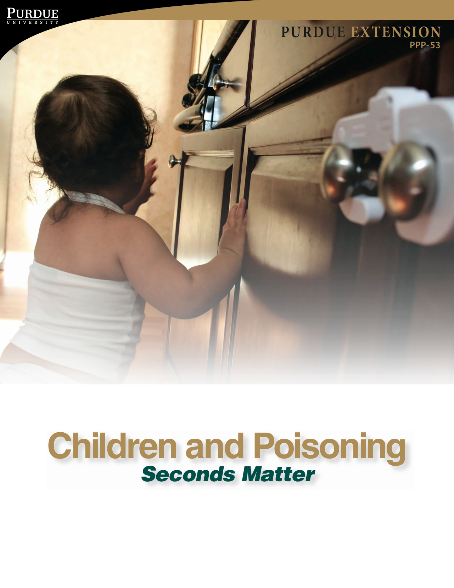 PURDUE
UNIVERSITY
PURDUE EXTENSION
PPP-53
Children and Poisoning
Seconds Matter